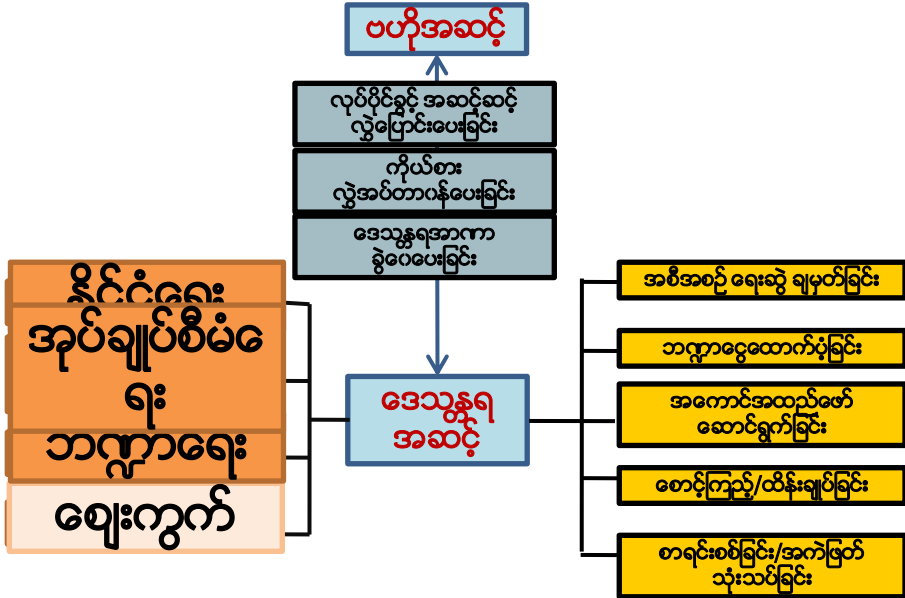 ဗဟိုအဆင့်
လုပ်ပိုင်ခွင့် အဆင့်ဆင့်
လွှဲပြောင်းပေးခြင်း
ကိုယ်စား
လွှဲအပ်တာဝန်ပေးခြင်း
ဒေသန္တရအာဏာ
ခွဲဝေပေးခြင်း
နိုင်ငံရေး
အုပ်ချုပ်စီမံရေး
ဘဏ္ဍာရေး
ဈေးကွက်
ဒေသန္တရ
အဆင့်
အစီအစဉ် ရေးဆွဲ ချမှတ်ခြင်း
ဘဏ္ဍာငွေထောက်ပံ့ခြင်း
အကောင်အထည်ဖော်
ဆောင်ရွက်ခြင်း
စောင့်ကြည့်/ထိန်းချုပ်ခြင်း
စာရင်းစစ်ခြင်း/အကဲဖြတ်
သုံးသပ်ခြင်း